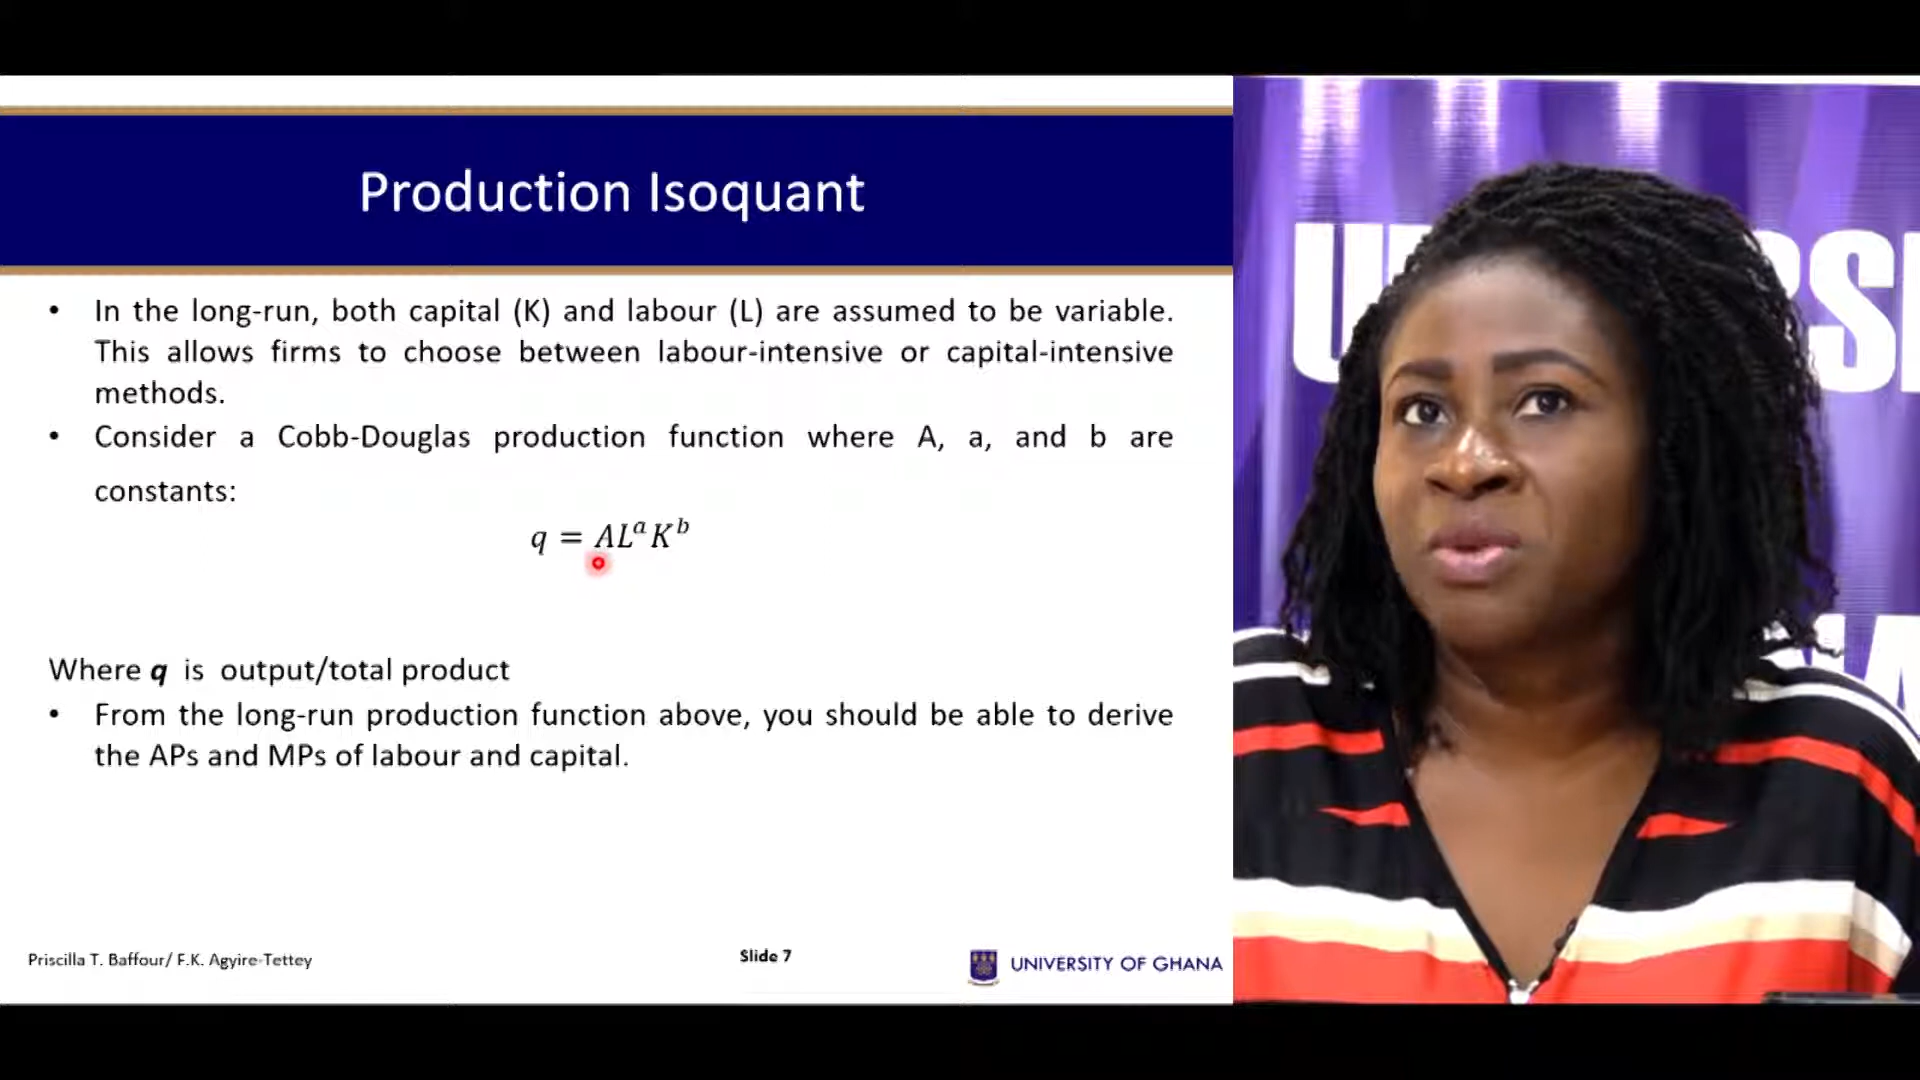 Production Isoquant
• In the long-run, both capital (K) and labour (L) are assumed to be variable.
This allows firms to choose between labour-intensive or capital-intensive
methods.
• Consider a Cobb-Douglas production function where A, a, and b are
constants:
q = ALᵃKᵇ
Where q is output/total product
• From the long-run production function above, you should be able to derive
the APs and MPs of labour and capital.
Priscilla T. Baffour/ F.K. Agyire-Tettey
Slide 7
UNIVERSITY OF GHANA